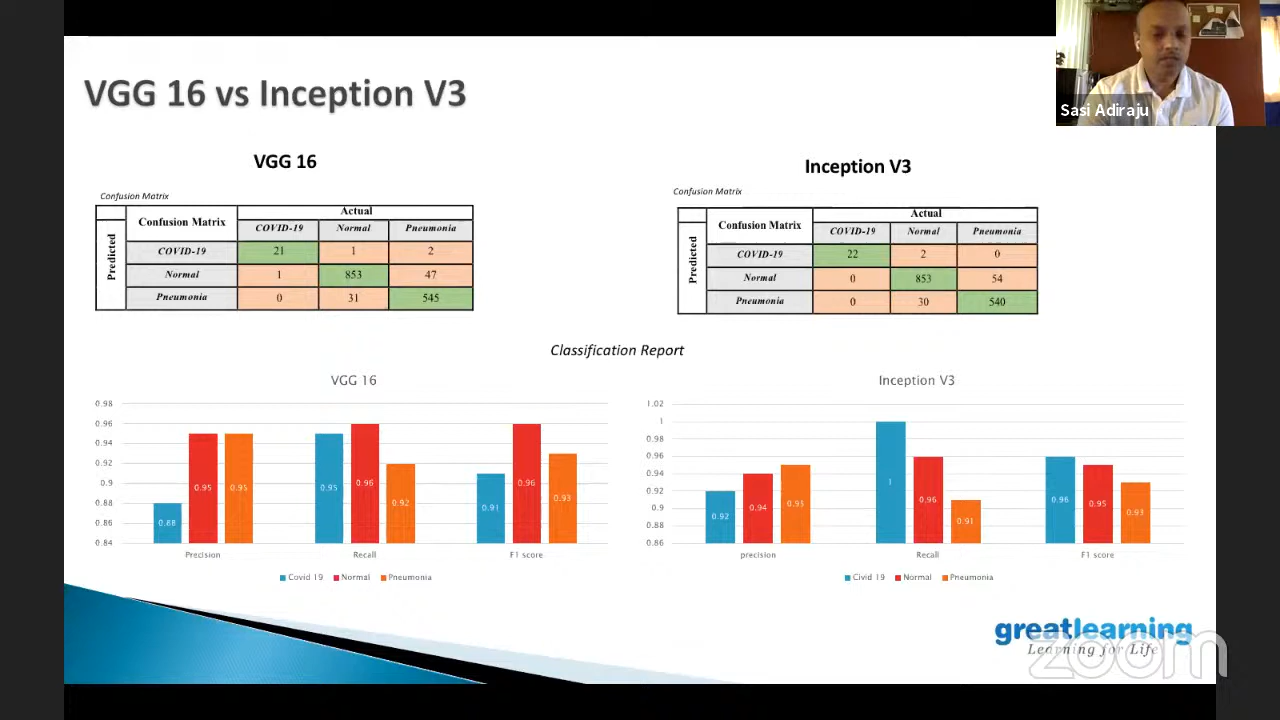 Sasi Adiraju
VGG 16 vs Inception V3
VGG 16
Confusion Matrix
Confusion Matrix
Actual
COVID-19 Normal Pneumonia
Predicted
COVID-19 21 1 2
Normal 1 853 47
Pneumonia 0 31 545
Inception V3
Confusion Matrix
Confusion Matrix
Actual
COVID-19 Normal Pneumonia
Predicted
COVID-19 22 2 0
Normal 0 853 54
Pneumonia 0 30 540
Classification Report
VGG 16
0.98
0.96
0.94
0.92
0.9
0.88
0.86
0.84
0.88 0.95 0.95
0.95 0.96 0.92
0.91 0.96 0.93
Precision Recall F1 score
Covid 19 Normal Pneumonia
Inception V3
1.02
1
0.98
0.96
0.94
0.92
0.9
0.88
0.86
0.92 0.94 0.95
1 0.96 0.91
0.96 0.95 0.93
precision Recall F1 score
Civid 19 Normal Pneumonia
greatlearning
Learning for Life
zoom